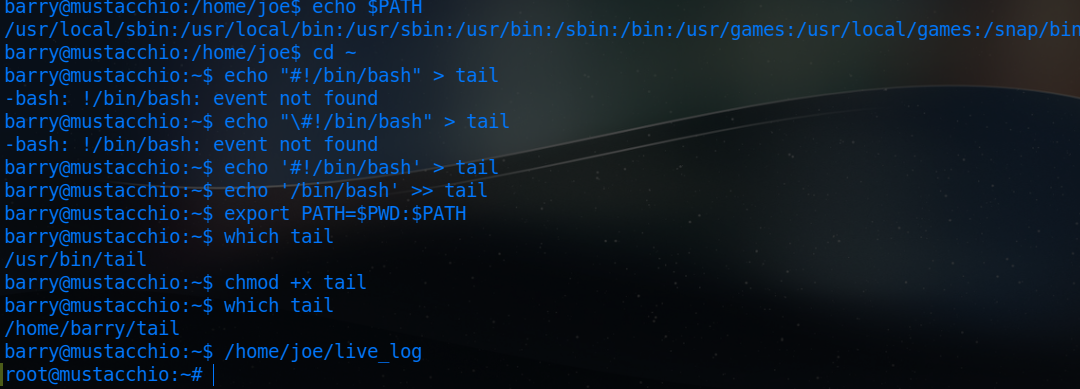 barry@mustacchio:/home/joe$ echo $PATH
/usr/local/sbin:/usr/local/bin:/usr/sbin:/usr/bin:/sbin:/bin:/usr/games:/usr/local/games:/snap/bin
barry@mustacchio:/home/joe$ cd ~
barry@mustacchio:~$ echo "#!/bin/bash" > tail
-bash: !/bin/bash: event not found
barry@mustacchio:~$ echo "\#!/bin/bash" > tail
-bash: !/bin/bash: event not found
barry@mustacchio:~$ echo '#!/bin/bash' > tail
barry@mustacchio:~$ echo '/bin/bash' >> tail
barry@mustacchio:~$ export PATH=$PWD:$PATH
barry@mustacchio:~$ which tail
/usr/bin/tail
barry@mustacchio:~$ chmod +x tail
barry@mustacchio:~$ which tail
/home/barry/tail
barry@mustacchio:~$ /home/joe/live_log
root@mustacchio:~#